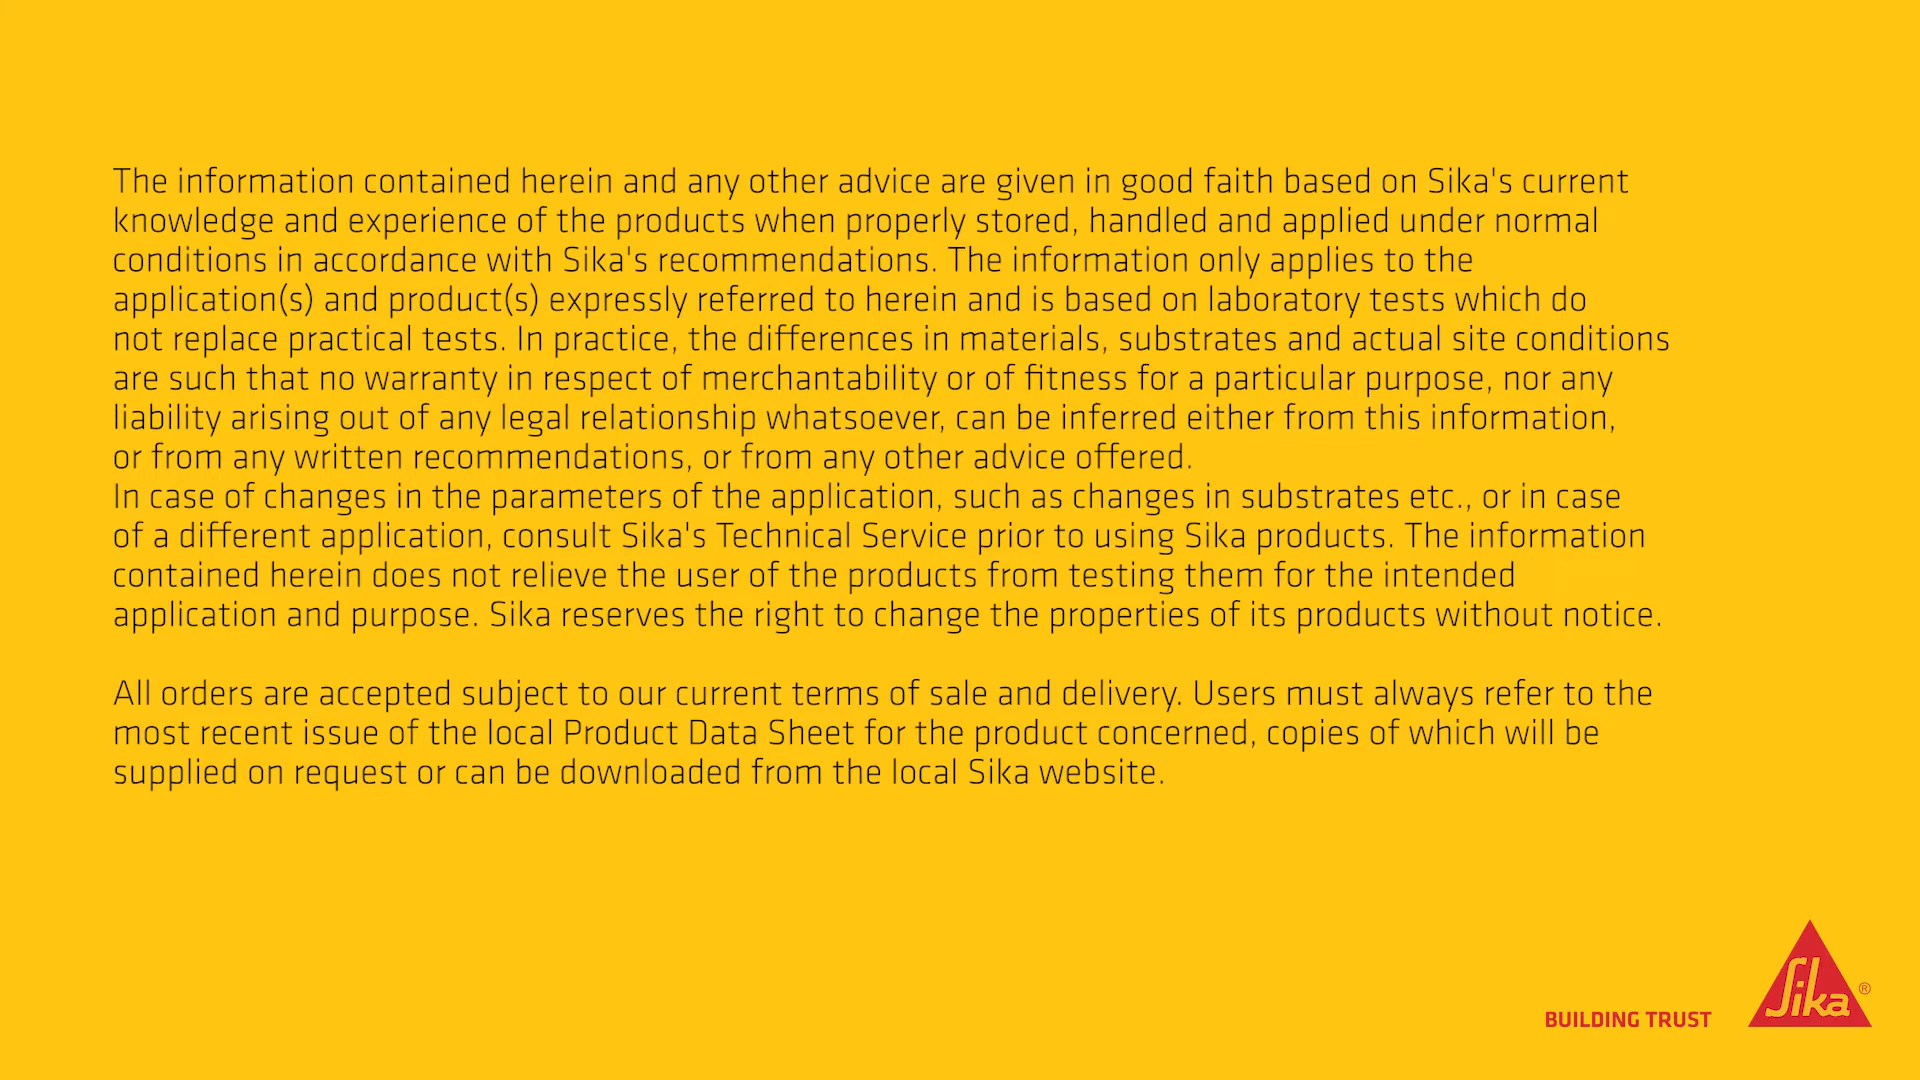 The information contained herein and any other advice are given in good faith based on Sika's current
knowledge and experience of the products when properly stored, handled and applied under normal
conditions in accordance with Sika's recommendations. The information only applies to the
application(s) and product(s) expressly referred to herein and is based on laboratory tests which do
not replace practical tests. In practice, the differences in materials, substrates and actual site conditions
are such that no warranty in respect of merchantability or of fitness for a particular purpose, nor any
liability arising out of any legal relationship whatsoever, can be inferred either from this information,
or from any written recommendations, or from any other advice offered.
In case of changes in the parameters of the application, such as changes in substrates etc., or in case
of a different application, consult Sika's Technical Service prior to using Sika products. The information
contained herein does not relieve the user of the products from testing them for the intended
application and purpose. Sika reserves the right to change the properties of its products without notice.
All orders are accepted subject to our current terms of sale and delivery. Users must always refer to the
most recent issue of the local Product Data Sheet for the product concerned, copies of which will be
supplied on request or can be downloaded from the local Sika website.
BUILDING TRUST
Sika®